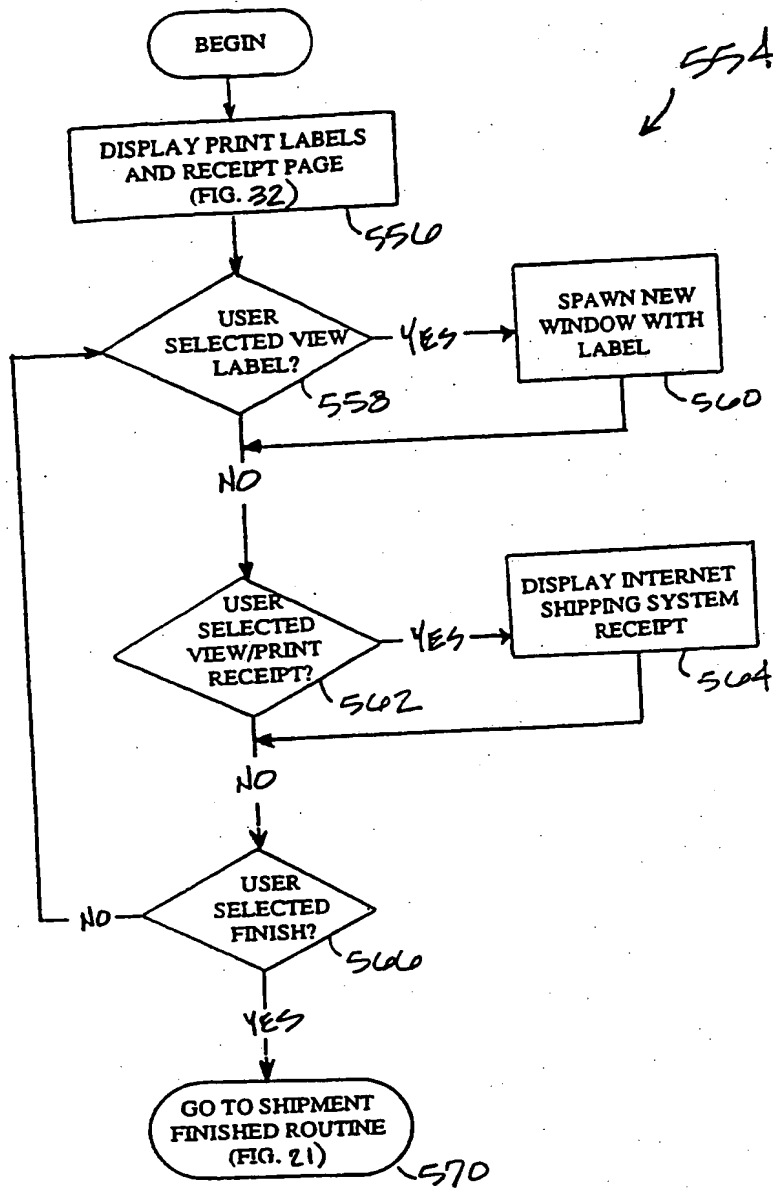 BEGIN
554
DISPLAY PRINT LABELS
AND RECEIPT PAGE
(FIG. 32)
556
USER
SELECTED VIEW
LABEL?
YES
558
SPAWN NEW
WINDOW WITH
LABEL
560
NO
USER
SELECTED
VIEW/PRINT
RECEIPT?
YES
562
DISPLAY INTERNET
SHIPPING SYSTEM
RECEIPT
564
NO
USER
SELECTED
FINISH?
NO
566
YES
GO TO SHIPMENT
FINISHED ROUTINE
(FIG. 21)
570